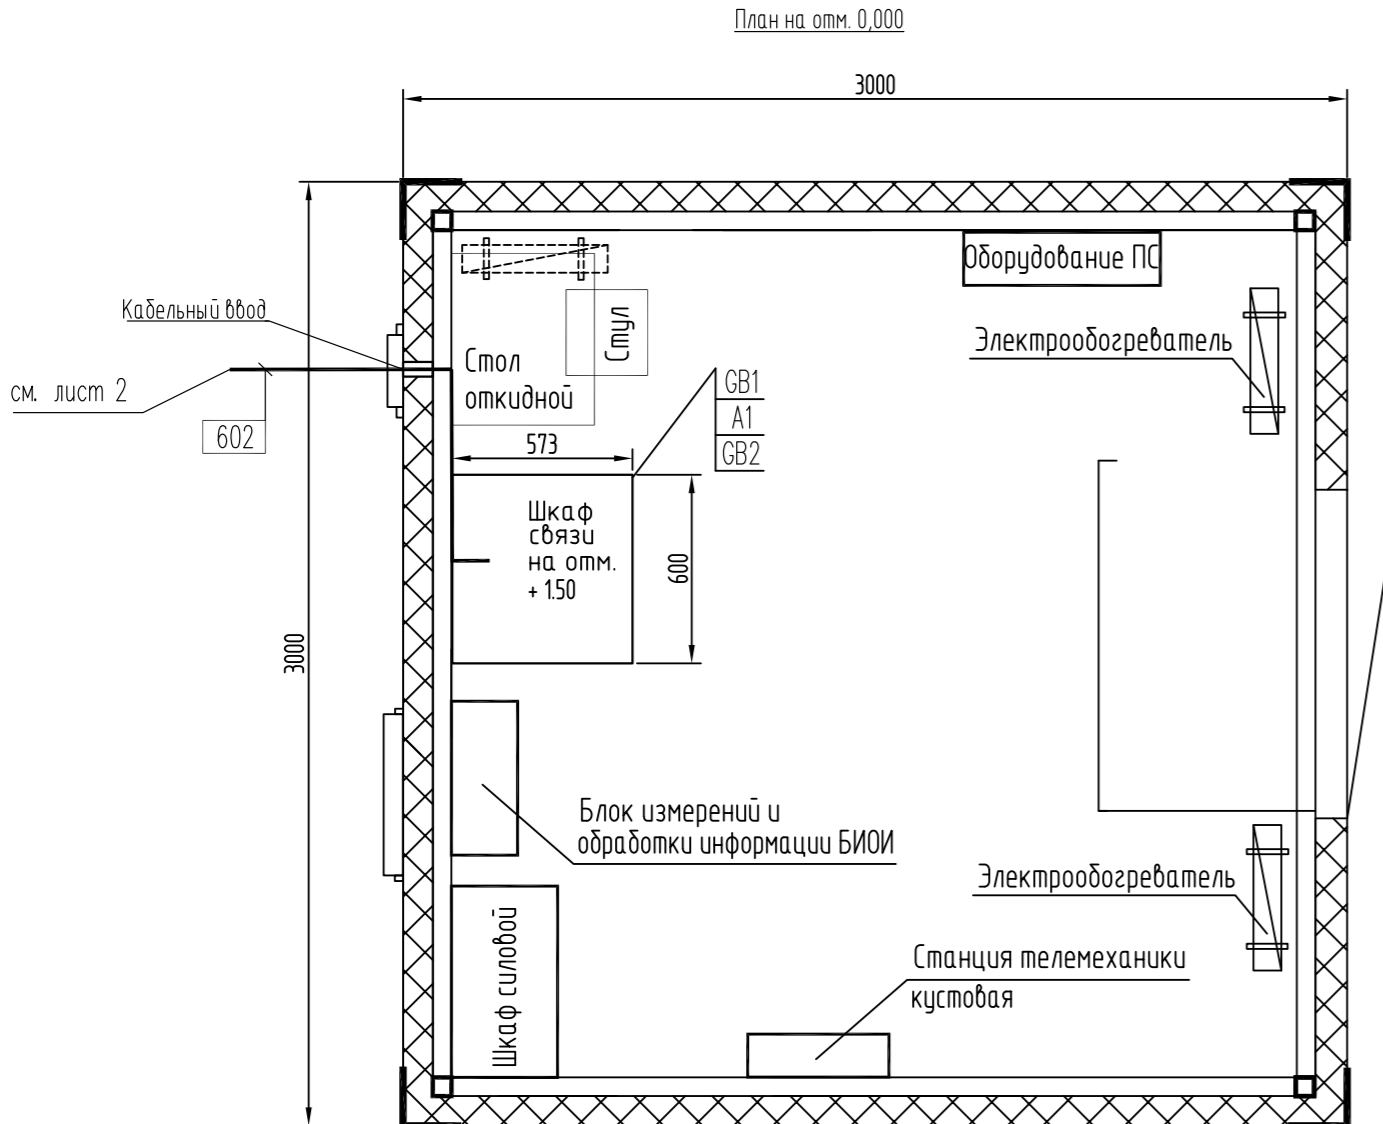 План на отм. 0,000
3000
Оборудование ПС
Кабельный ввод
Стул
Электрообогреватель
Стол
откидной
см. лист 2
602
GB1
A1
GB2
573
Шкаф
связи
на отм.
+ 1.50
600
3000
Блок измерений и
обработки информации БИОИ
Электрообогреватель
Шкаф силовой
Станция телемеханики
кустовая